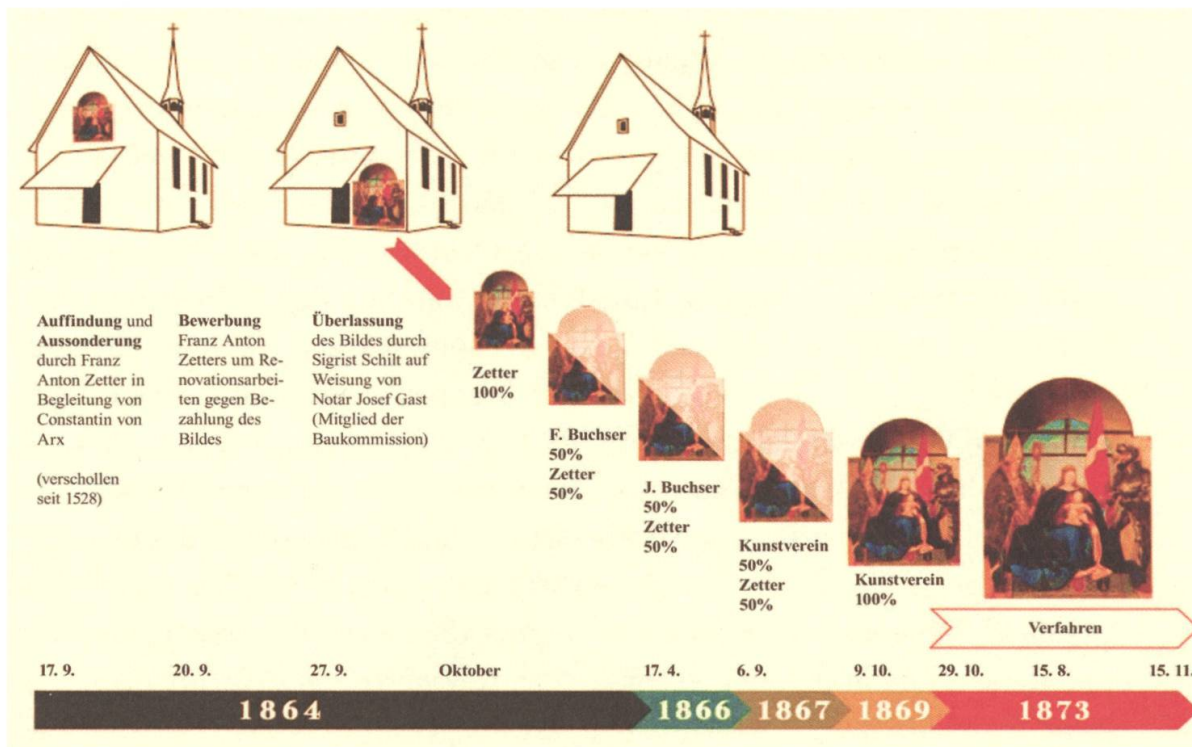 Auffindung und
Aussonderung
durch Franz
Anton Zetter in
Begleitung von
Constantin von
Arx
(verschollen
seit 1528)
Bewerbung
Franz Anton
Zetters um Re-
novationsarbei-
ten gegen Be-
zahlung des
Bildes
Überlassung
des Bildes durch
Sigrist Schilt auf
Weisung von
Notar Josef Gast
(Mitglied der
Baukommission)
Zetter
100%
F. Buchser
50%
Zetter
50%
J. Buchser
50%
Zetter
50%
Kunstverein
50%
Zetter
50%
Kunstverein
100%
Verfahren
17. 9. 20. 9. 27. 9. Oktober 17. 4. 6. 9. 9. 10. 29. 10. 15. 8. 15. 11.
1864 1866 1867 1869 1873